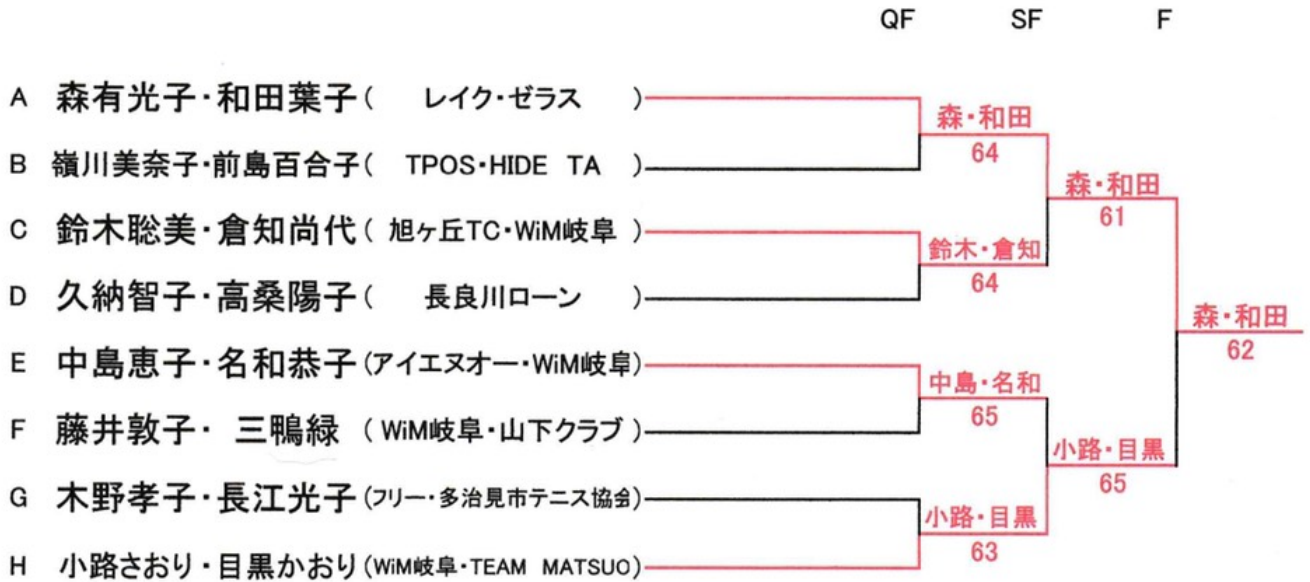 QF SF F
A 森有光子・和田葉子( レイク・ゼラス )
森・和田
64
B 嶺川美奈子・前島百合子( TPOS・HIDE TA )
森・和田
61
C 鈴木聡美・倉知尚代( 旭ヶ丘TC・WiM岐阜 )
鈴木・倉知
64
D 久納智子・高桑陽子( 長良川ローン )
森・和田
62
E 中島恵子・名和恭子(アイエヌオー・WiM岐阜)
中島・名和
65
F 藤井敦子・ 三鴨緑 ( WiM岐阜・山下クラブ )
小路・目黒
65
G 木野孝子・長江光子(フリー・多治見市テニス協会)
小路・目黒
63
H 小路さおり・目黒かおり(WiM岐阜・TEAM MATSUO)